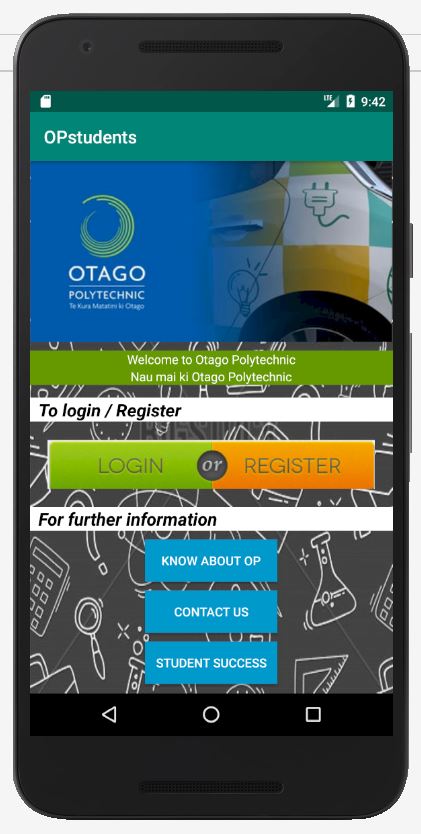 LTE 9:42
OPstudents
OTAGO
POLYTECHNIC
Te Kura Matatini ki Otago
Welcome to Otago Polytechnic
Nau mai ki Otago Polytechnic
To login / Register
LOGIN or REGISTER
For further information
KNOW ABOUT OP
CONTACT US
STUDENT SUCCESS